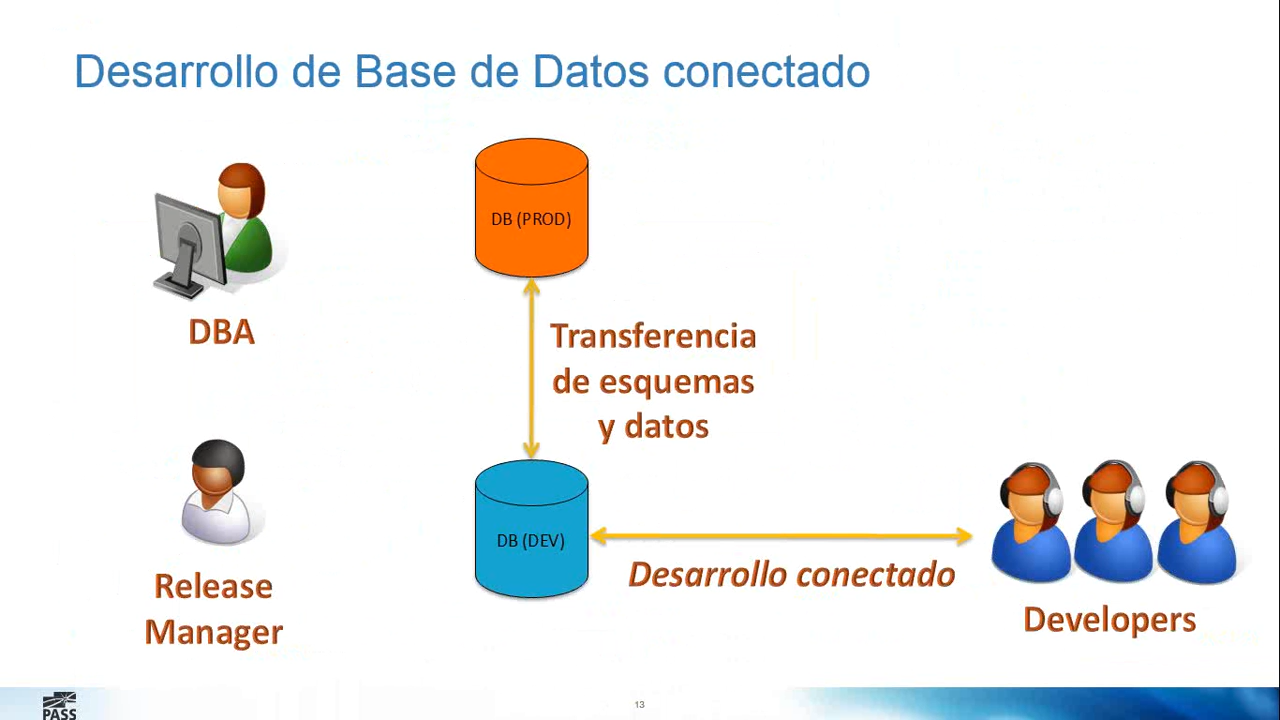 Desarrollo de Base de Datos conectado
DB (PROD)
DBA
Transferencia
de esquemas
y datos
DB (DEV)
Desarrollo conectado
Release
Manager
Developers
PASS
13